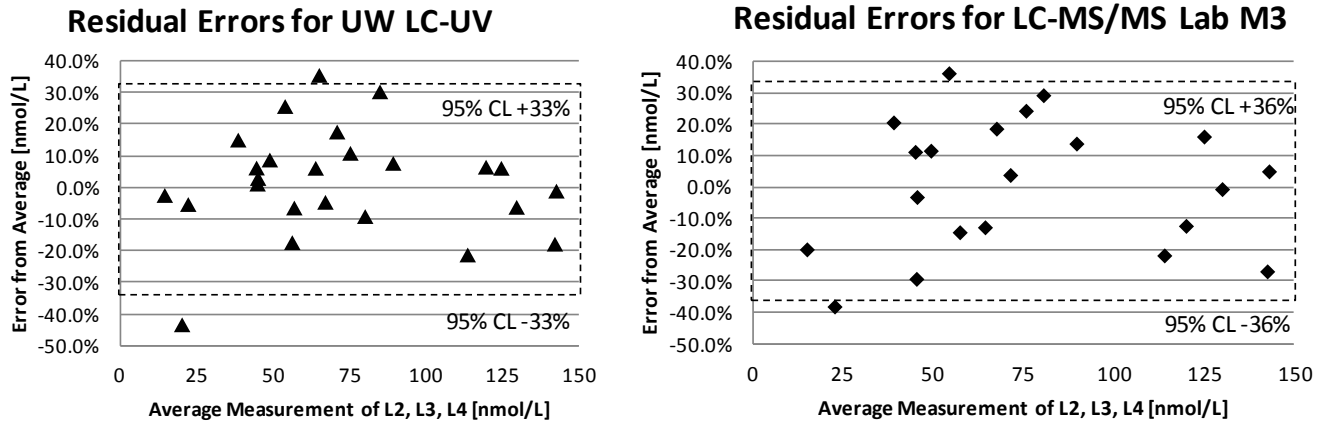 Residual Errors for UW LC-UV
Error from Average [nmol/L]
40.0%
30.0%
20.0%
10.0%
0.0%
-10.0%
-20.0%
-30.0%
-40.0%
-50.0%
95% CL +33%
95% CL -33%
0 25 50 75 100 125 150
Average Measurement of L2, L3, L4 [nmol/L]
Residual Errors for LC-MS/MS Lab M3
Error from Average [nmol/L]
40.0%
30.0%
20.0%
10.0%
0.0%
-10.0%
-20.0%
-30.0%
-40.0%
-50.0%
95% CL +36%
95% CL -36%
0 25 50 75 100 125 150
Average Measurement of L2, L3, L4 [nmol/L]